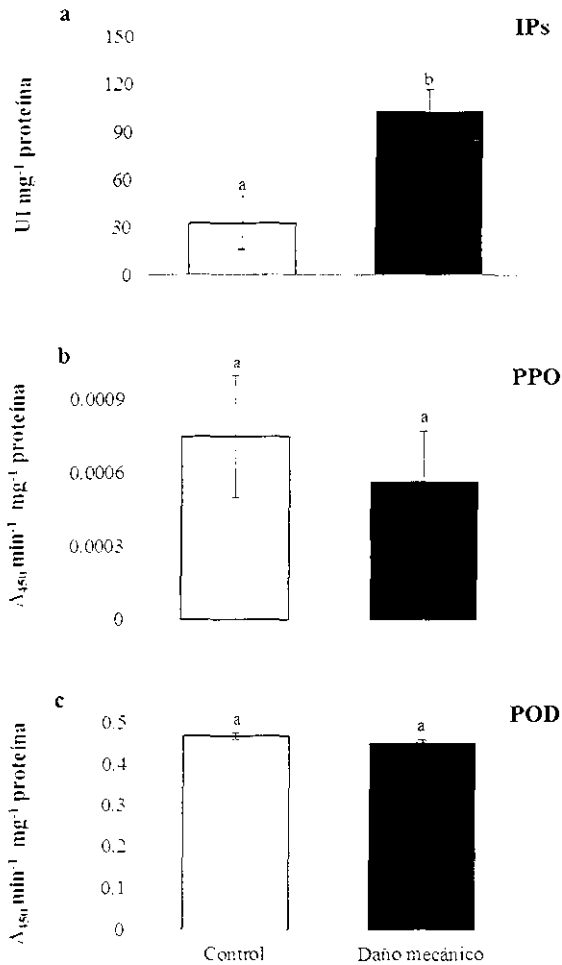 a
IPs
150
120
90
60
30
0
UI mg⁻¹ proteína
a
b
b
PPO
0.0009
0.0006
0.0003
0
A₄₅₀ min⁻¹ mg⁻¹ proteína
a
a
c
POD
0.5
0.4
0.3
0.2
0.1
0
A₄₅₀ min⁻¹ mg⁻¹ proteína
a
a
Control
Daño mecánico